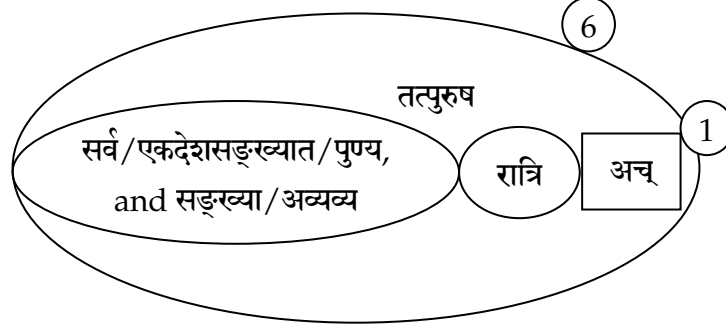 6
तत्पुरुष
1
सर्व/एकदेशसङ्ख्यात/पुण्य,
and सङ्ख्या/अव्यव्य
रात्रि
अच्